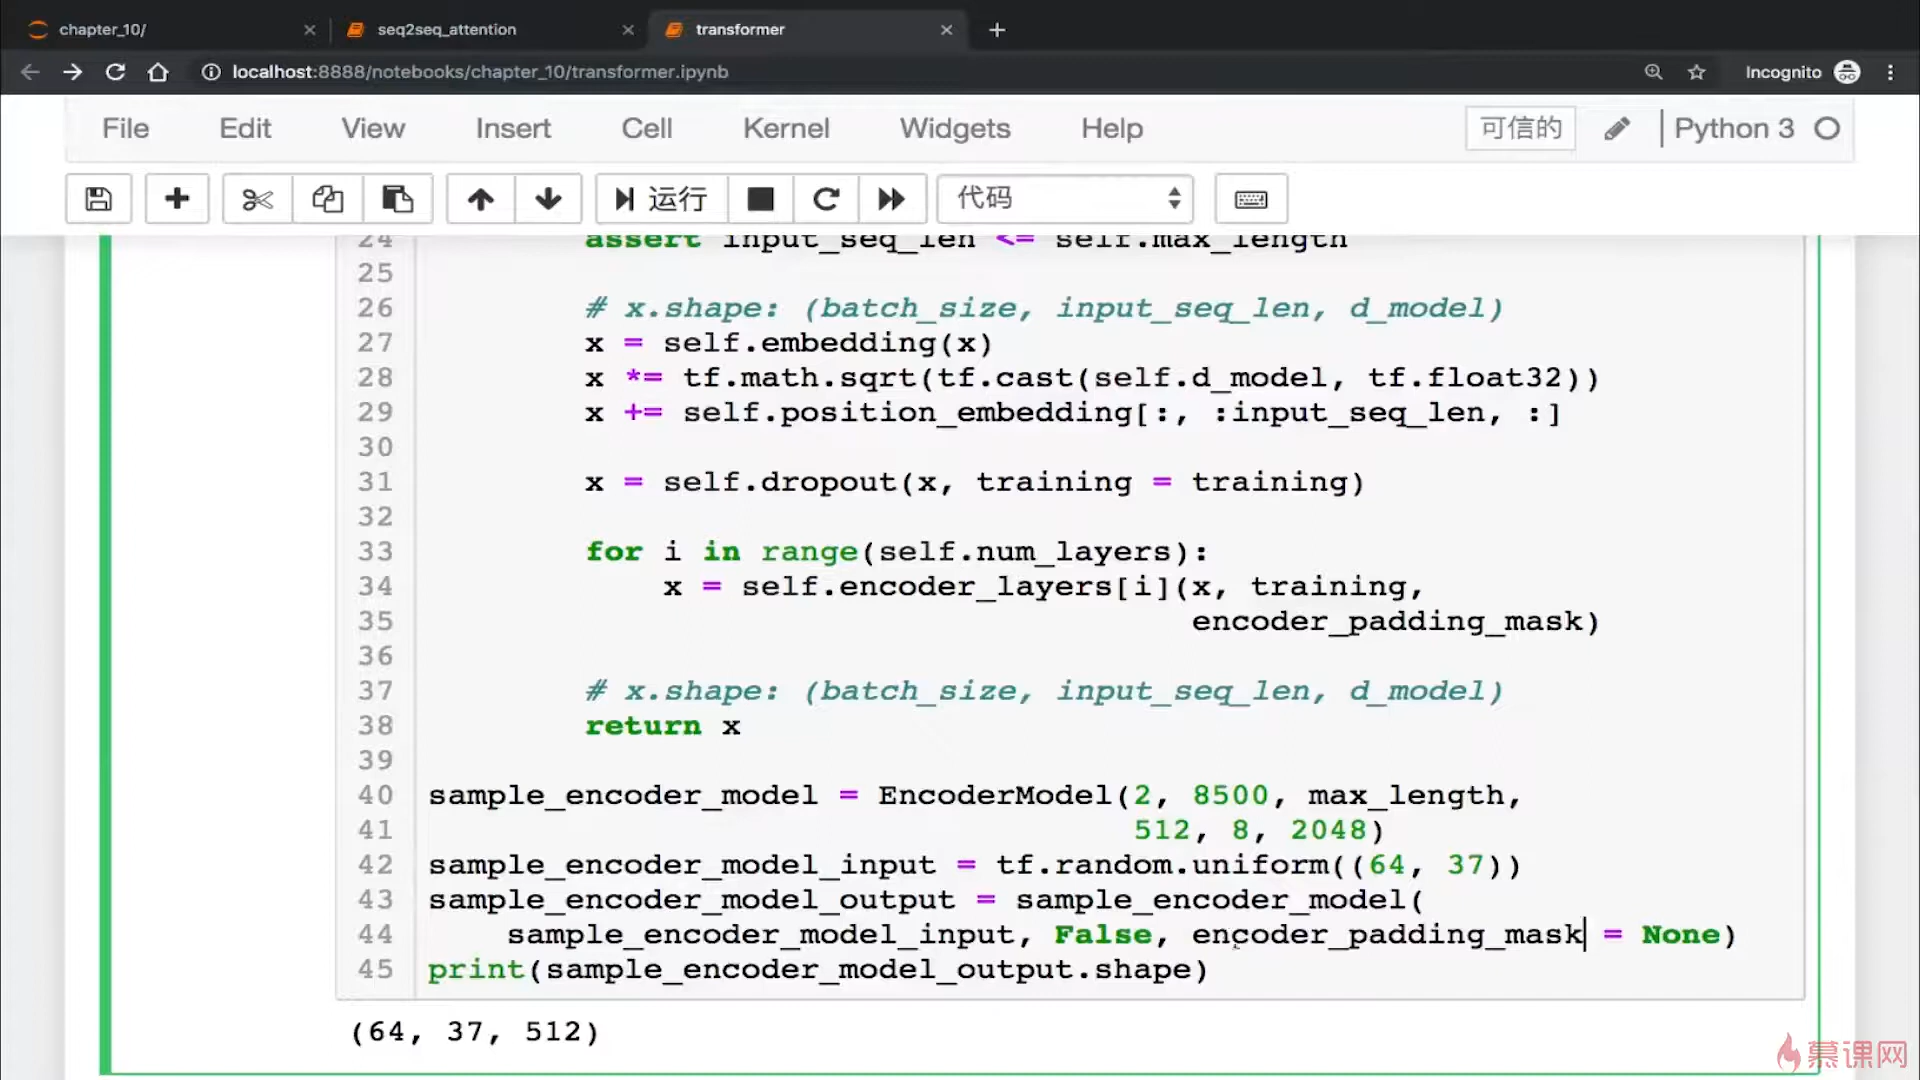 chapter_10/
seq2seq_attention
transformer
localhost:8888/notebooks/chapter_10/transformer.ipynb
Incognito
File Edit View Insert Cell Kernel Widgets Help
可信的
Python 3
运行
代码
24 assert input_seq_len <= self.max_length
25
26 # x.shape: (batch_size, input_seq_len, d_model)
27 x = self.embedding(x)
28 x *= tf.math.sqrt(tf.cast(self.d_model, tf.float32))
29 x += self.position_embedding[:, :input_seq_len, :]
30
31 x = self.dropout(x, training = training)
32
33 for i in range(self.num_layers):
34 x = self.encoder_layers[i](x, training,
35 encoder_padding_mask)
36
37 # x.shape: (batch_size, input_seq_len, d_model)
38 return x
39
40 sample_encoder_model = EncoderModel(2, 8500, max_length,
41 512, 8, 2048)
42 sample_encoder_model_input = tf.random.uniform((64, 37))
43 sample_encoder_model_output = sample_encoder_model(
44 sample_encoder_model_input, False, encoder_padding_mask = None)
45 print(sample_encoder_model_output.shape)
(64, 37, 512)
慕课网